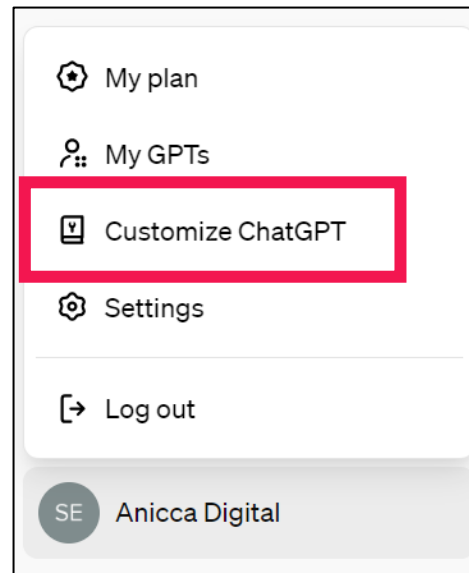 My plan
My GPTs
Customize ChatGPT
Settings
Log out
SE
Anicca Digital